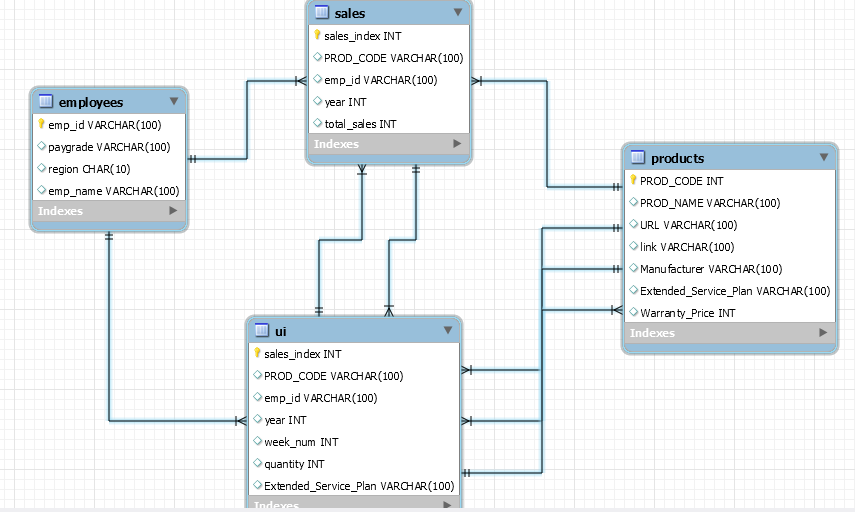 sales
sales_index INT
PROD_CODE VARCHAR(100)
emp_id VARCHAR(100)
year INT
total_sales INT
Indexes
employees
emp_id VARCHAR(100)
paygrade VARCHAR(100)
region CHAR(10)
emp_name VARCHAR(100)
Indexes
products
PROD_CODE INT
PROD_NAME VARCHAR(100)
URL VARCHAR(100)
link VARCHAR(100)
Manufacturer VARCHAR(100)
Extended_Service_Plan VARCHAR(100)
Warranty_Price INT
Indexes
ui
sales_index INT
PROD_CODE VARCHAR(100)
emp_id VARCHAR(100)
year INT
week_num INT
quantity INT
Extended_Service_Plan VARCHAR(100)
Indexes